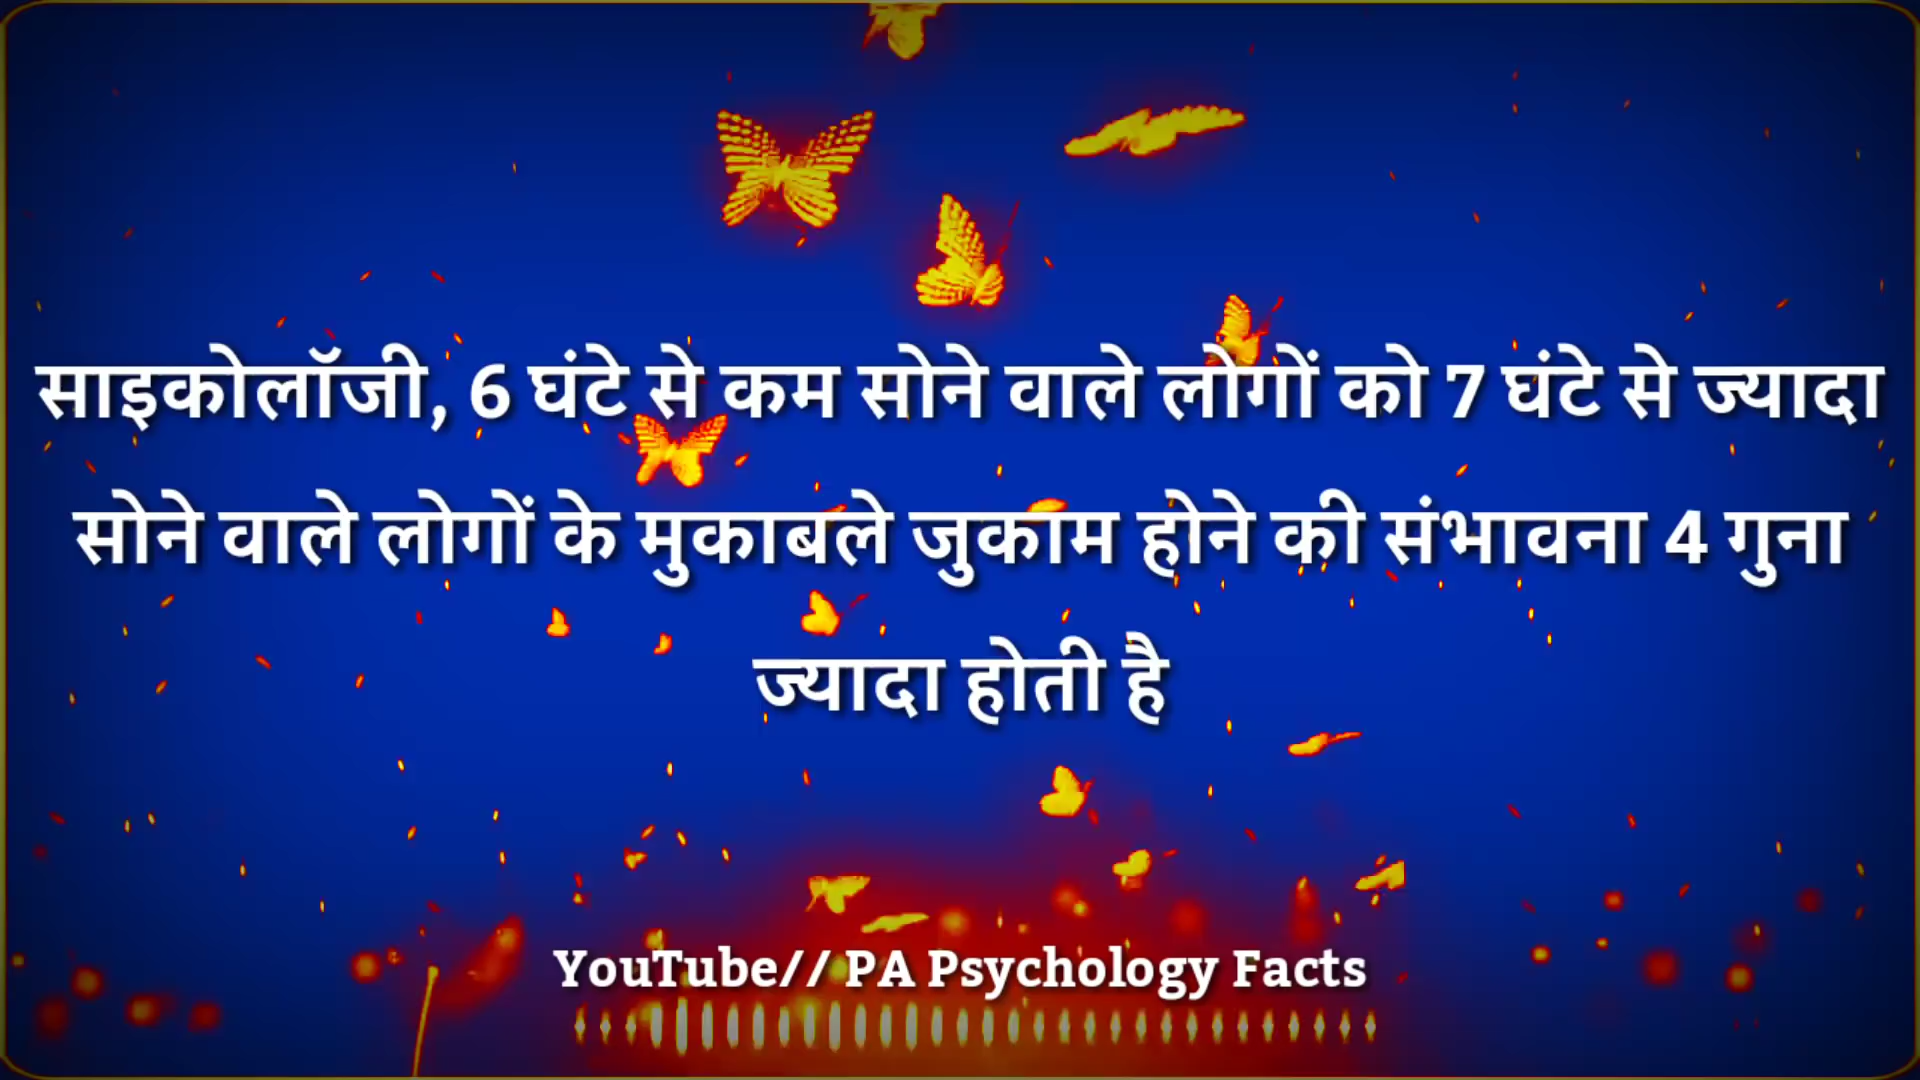 साइकोलॉजी, 6 घंटे से कम सोने वाले लोगों को 7 घंटे से ज्यादा
सोने वाले लोगों के मुकाबले जुकाम होने की संभावना 4 गुना
ज्यादा होती है
YouTube// PA Psychology Facts